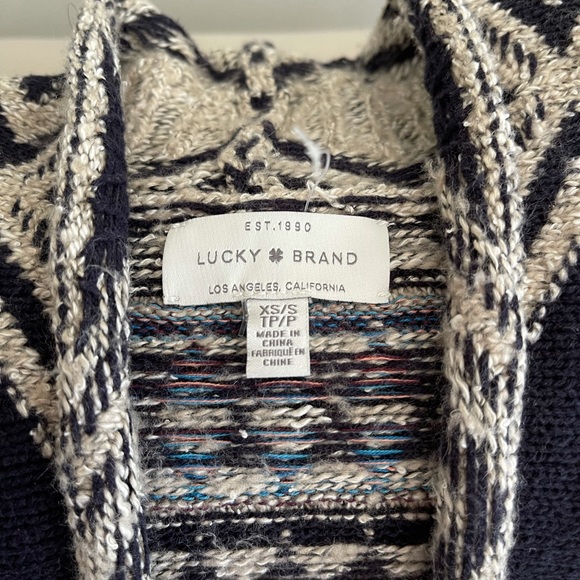 EST.1990
LUCKY BRAND
LOS ANGELES, CALIFORNIA
XS/S
TP/P
MADE IN
CHINA
FABRIQUÉ EN
CHINE